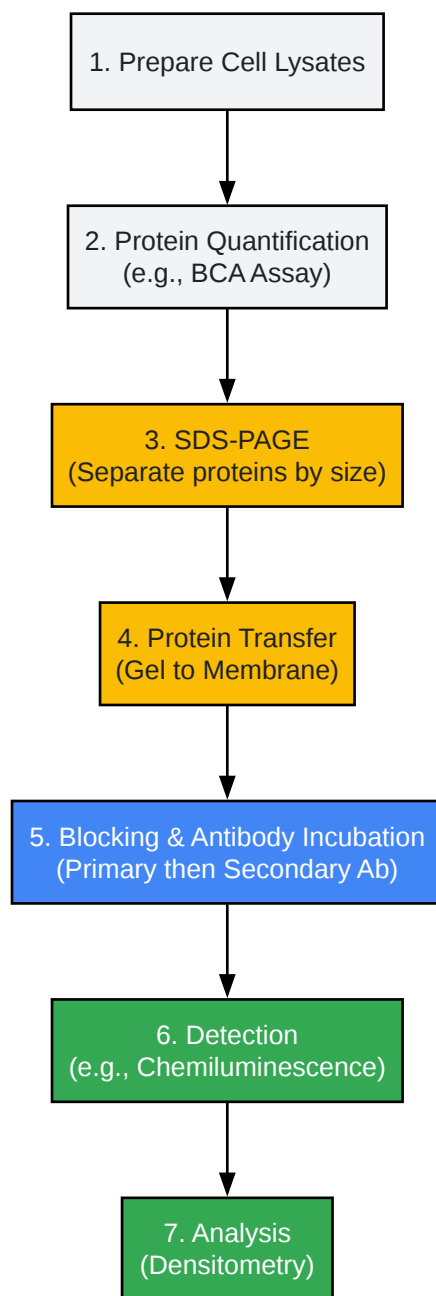 1. Prepare Cell Lysates
2. Protein Quantification
(e.g., BCA Assay)
3. SDS-PAGE
(Separate proteins by size)
4. Protein Transfer
(Gel to Membrane)
5. Blocking & Antibody Incubation
(Primary then Secondary Ab)
6. Detection
(e.g., Chemiluminescence)
7. Analysis
(Densitometry)